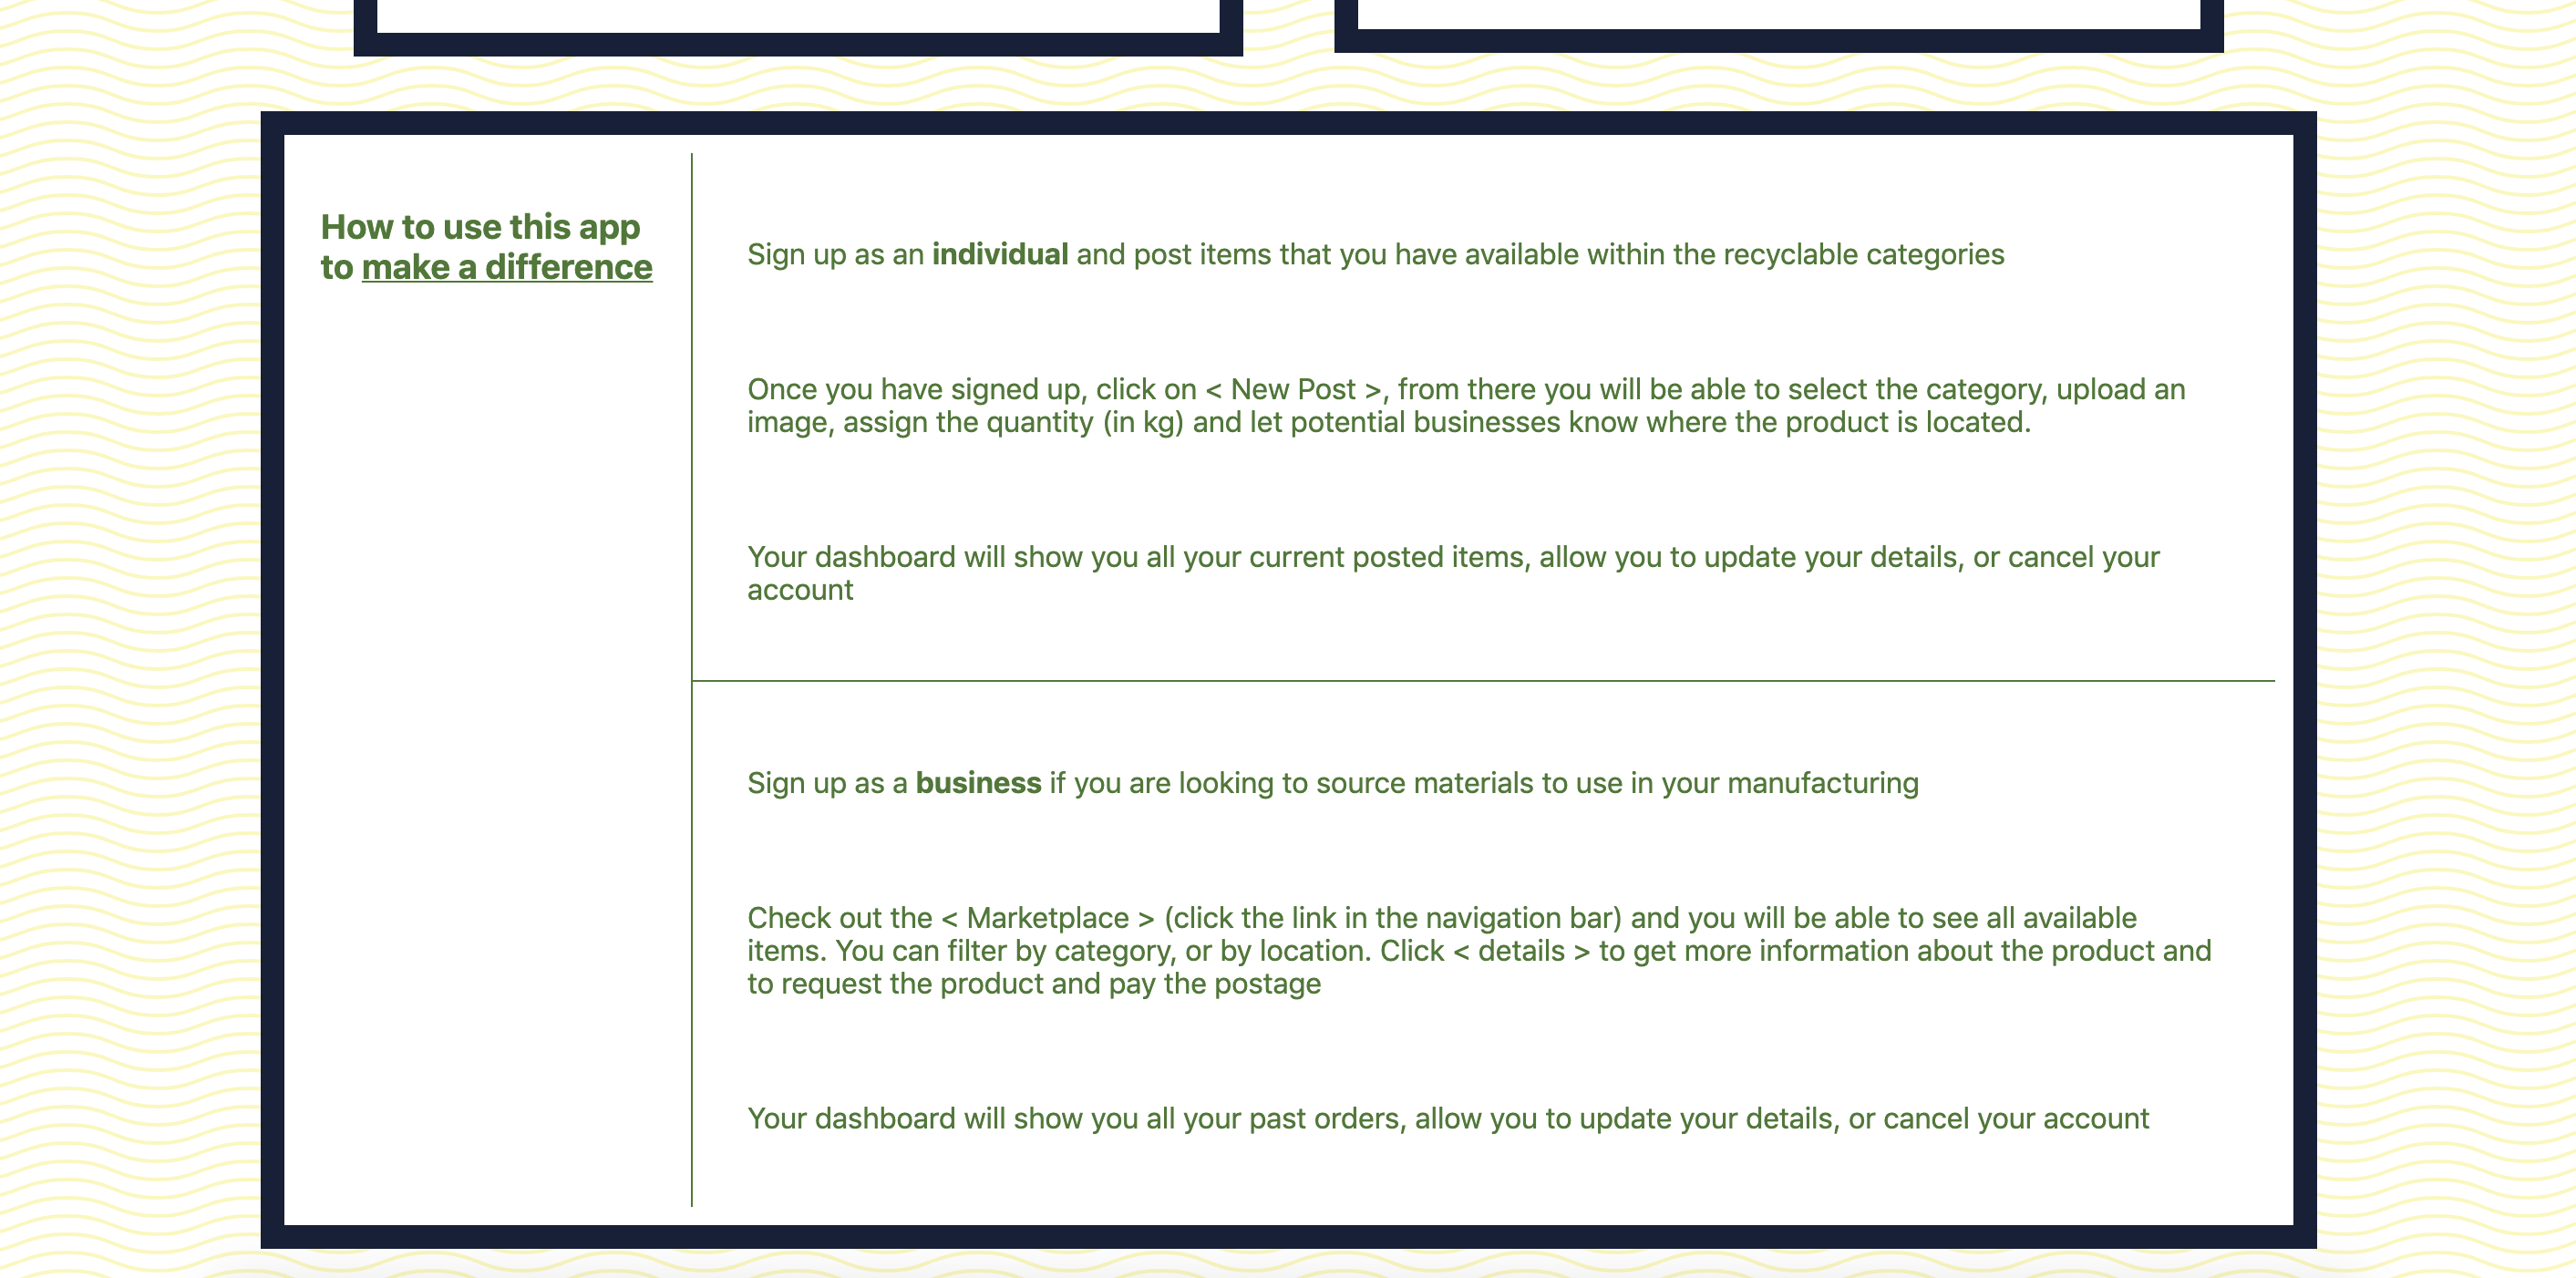 How to use this app
to make a difference
Sign up as an individual and post items that you have available within the recyclable categories
Once you have signed up, click on < New Post >, from there you will be able to select the category, upload an
image, assign the quantity (in kg) and let potential businesses know where the product is located.
Your dashboard will show you all your current posted items, allow you to update your details, or cancel your
account
Sign up as a business if you are looking to source materials to use in your manufacturing
Check out the < Marketplace > (click the link in the navigation bar) and you will be able to see all available
items. You can filter by category, or by location. Click < details > to get more information about the product and
to request the product and pay the postage
Your dashboard will show you all your past orders, allow you to update your details, or cancel your account